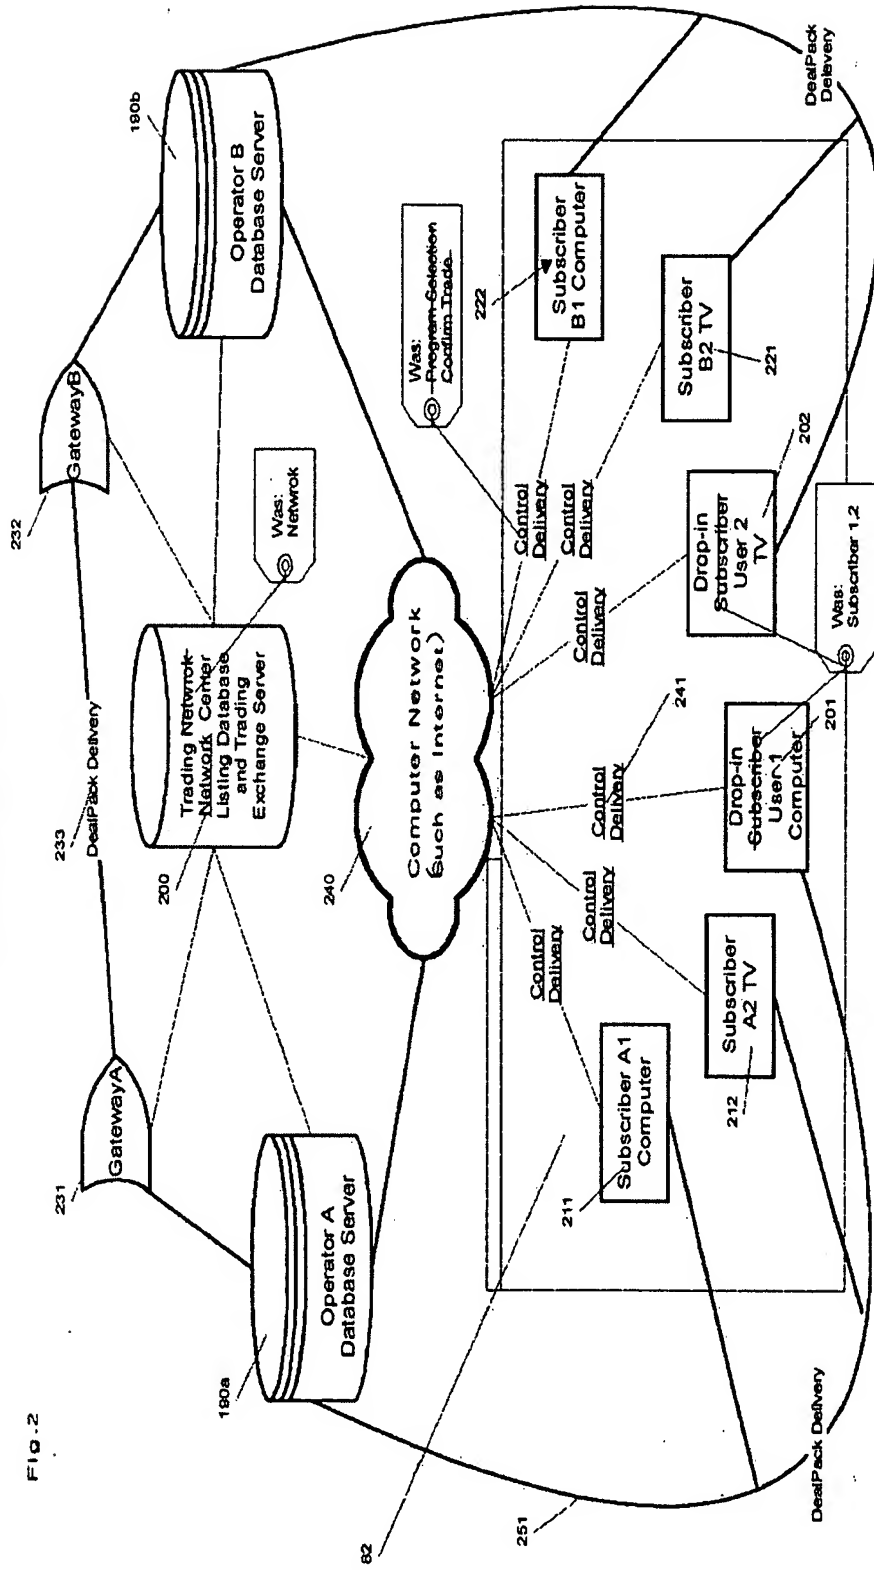 Fig.2
232
GatewayB
190b
Operator B
Database Server
233
DealPack Delivery
Trading Netwrok
Network Center
Listing Database
and Trading
Exchange Server
200
Was:
Netwrok
231
GatewayA
190a
Operator A
Database Server
240
Computer Network
(Such as Internet)
Was:
Program Selection
Confirm Trade
82
251
Control
Delivery
Control
Delivery
Control
Delivery
241
Control
Delivery
Control
Delivery
Control
Delivery
211
Subscriber A1
Computer
212
Subscriber
A2 TV
Drop-in
Subscriber
User 1
Computer
201
Drop-in
Subscriber
User 2
TV
202
222
Subscriber
B1 Computer
Subscriber
B2 TV
221
Was:
Subscriber 1,2
DealPack Delivery
DealPack
Delevery